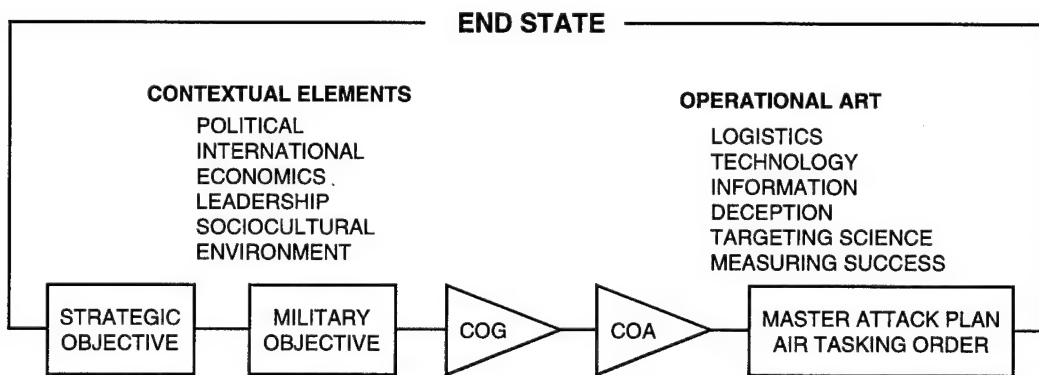 END STATE
CONTEXTUAL ELEMENTS
POLITICAL
INTERNATIONAL
ECONOMICS
LEADERSHIP
SOCIOCULTURAL
ENVIRONMENT
OPERATIONAL ART
LOGISTICS
TECHNOLOGY
INFORMATION
DECEPTION
TARGETING SCIENCE
MEASURING SUCCESS
STRATEGIC
OBJECTIVE
MILITARY
OBJECTIVE
COG
COA
MASTER ATTACK PLAN
AIR TASKING ORDER